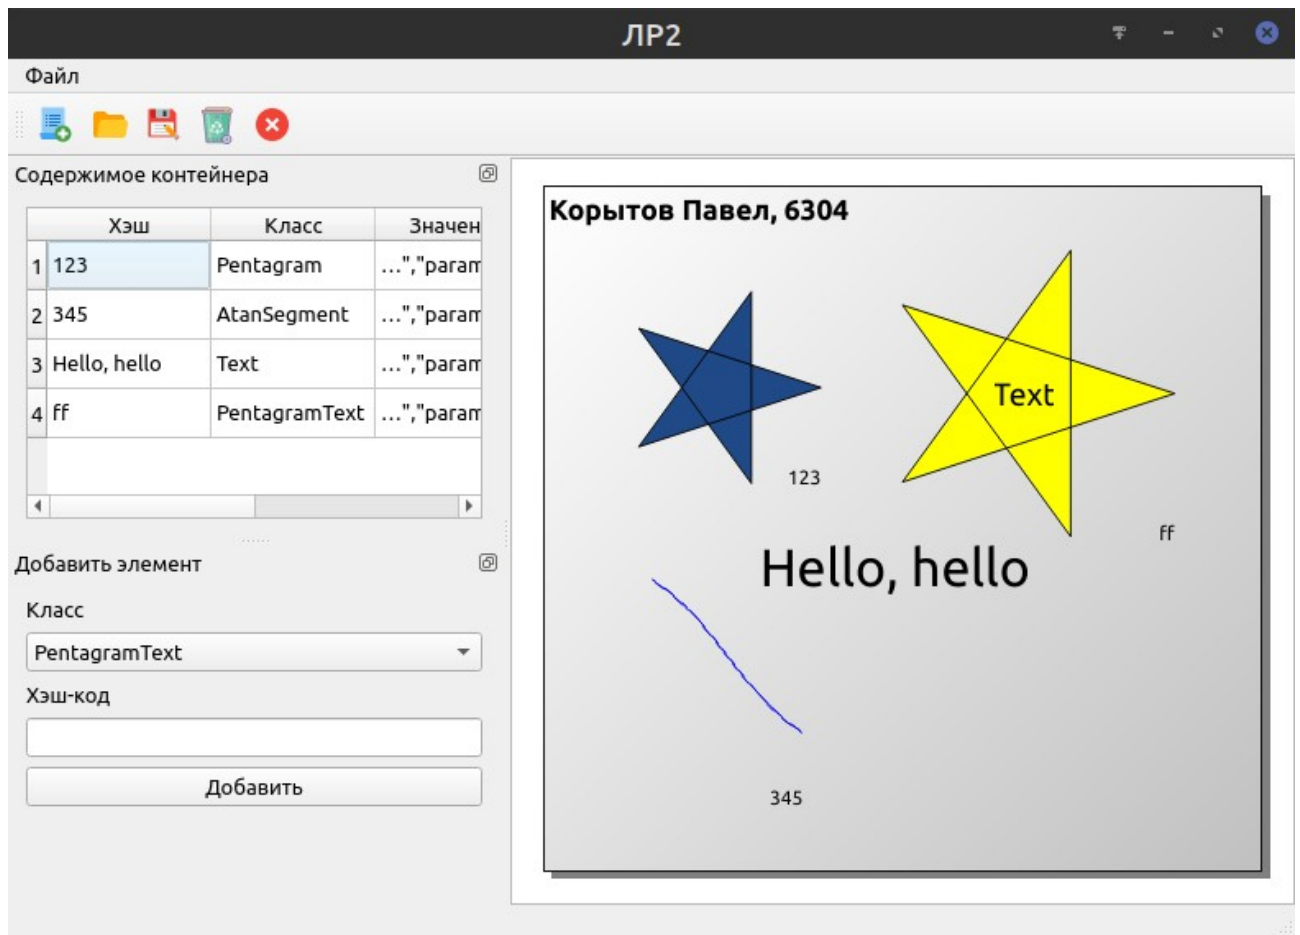 ЛР2
Файл
Содержимое контейнера
Хэш Класс Значен
1 123 Pentagram …","param
2 345 AtanSegment …","param
3 Hello, hello Text …","param
4 ff PentagramText …","param
Добавить элемент
Класс
PentagramText
Хэш-код
Добавить
Корытов Павел, 6304
Text
123
ff
Hello, hello
345